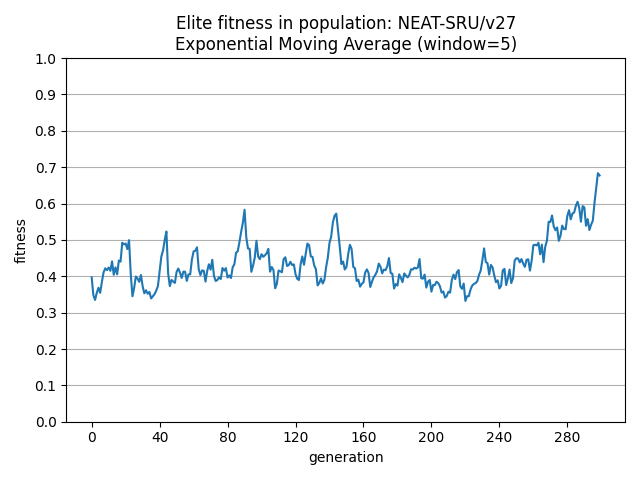 Elite fitness in population: NEAT-SRU/v27
Exponential Moving Average (window=5)
1.0
0.9
0.8
0.7
0.6
0.5
0.4
0.3
0.2
0.1
0.0
fitness
0 40 80 120 160 200 240 280
generation